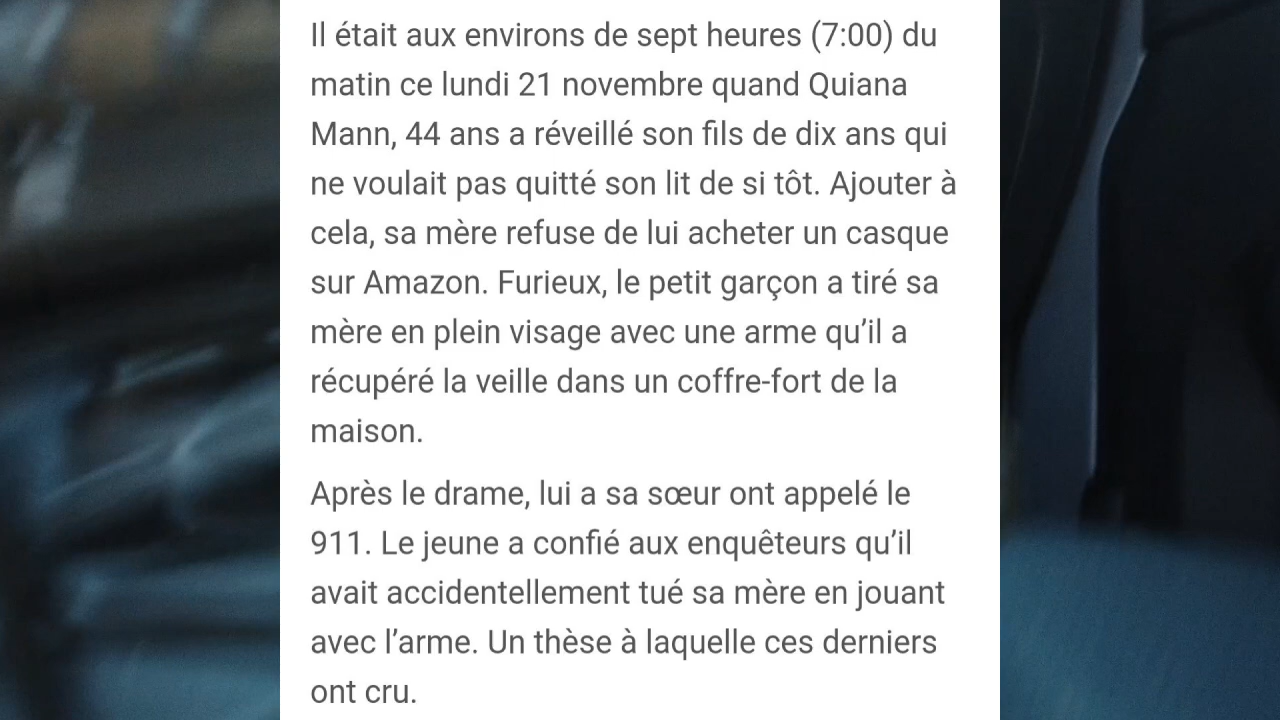 Il était aux environs de sept heures (7:00) du
matin ce lundi 21 novembre quand Quiana
Mann, 44 ans a réveillé son fils de dix ans qui
ne voulait pas quitté son lit de si tôt. Ajouter à
cela, sa mère refuse de lui acheter un casque
sur Amazon. Furieux, le petit garçon a tiré sa
mère en plein visage avec une arme qu’il a
récupéré la veille dans un coffre-fort de la
maison.
Après le drame, lui a sa sœur ont appelé le
911. Le jeune a confié aux enquêteurs qu’il
avait accidentellement tué sa mère en jouant
avec l’arme. Un thèse à laquelle ces derniers
ont cru.